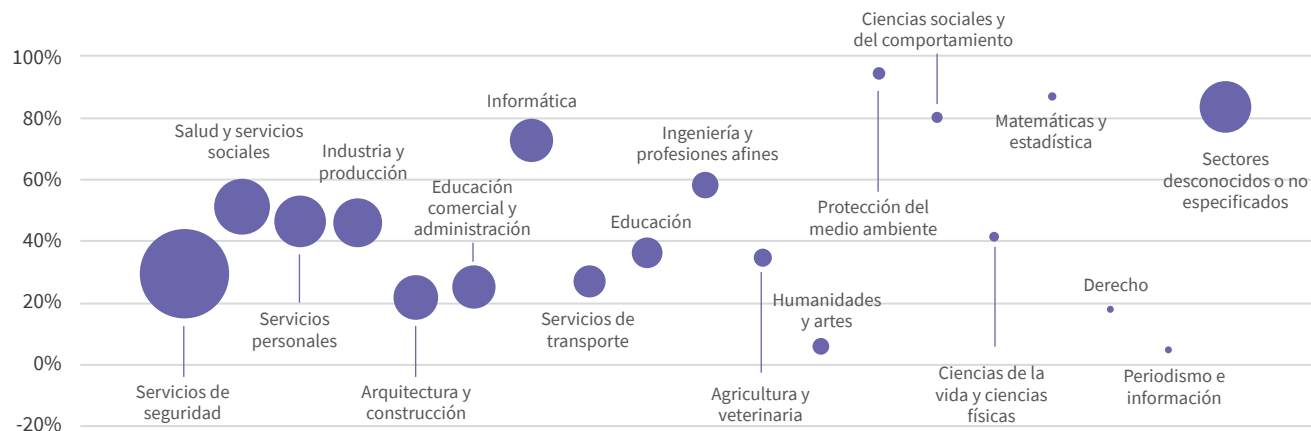 100%
80%
60%
40%
20%
0%
-20%
Servicios de
seguridad
Salud y servicios
sociales
Servicios
personales
Industria y
producción
Arquitectura y
construcción
Educación
comercial y
administración
Informática
Servicios de
transporte
Educación
Ingeniería y
profesiones afines
Agricultura y
veterinaria
Humanidades
y artes
Protección del
medio ambiente
Ciencias sociales y
del comportamiento
Ciencias de la
vida y ciencias
físicas
Matemáticas y
estadística
Derecho
Periodismo e
información
Sectores
desconocidos o no
especificados